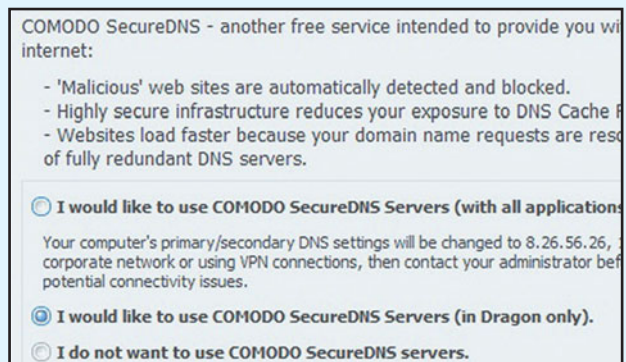 COMODO SecureDNS - another free service intended to provide you
internet:
- 'Malicious' web sites are automatically detected and blocked.
- Highly secure infrastructure reduces your exposure to DNS Cache
- Websites load faster because your domain name requests are
of fully redundant DNS servers.
I would like to use COMODO SecureDNS Servers (with all applications
Your computer's primary/secondary DNS settings will be changed to 8.26.56.26,
corporate network or using VPN connections, then contact your administrator
potential connectivity issues.
I would like to use COMODO SecureDNS Servers (in Dragon only).
I do not want to use COMODO SecureDNS servers.